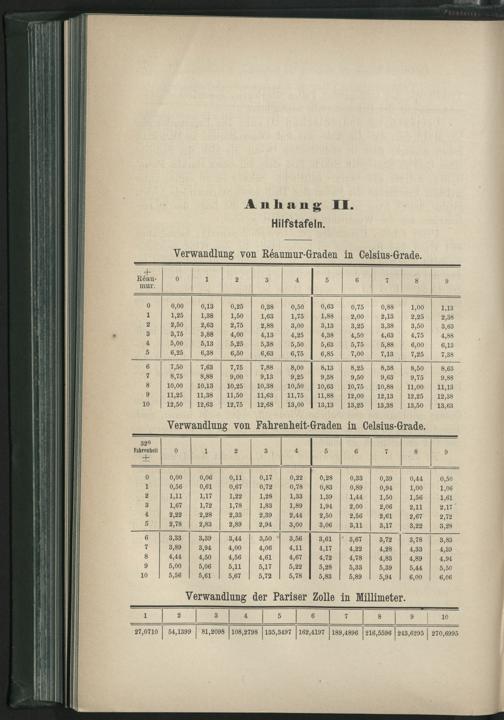 Anhang II.
Hilfstafeln.
Verwandlung von Réaumur-Graden in Celsius-Grade.
+ Réau- mur. 0 1 2 3 4 5 6 7 8 9
0 0,00 0,13 0,25 0,38 0,50 0,63 0,75 0,88 1,00 1,13
1 1,25 1,38 1,50 1,63 1,75 1,88 2,00 2,13 2,25 2,38
2 2,50 2,63 2,75 2,88 3,00 3,13 3,25 3,38 3,50 3,63
3 3,75 3,88 4,00 4,13 4,25 4,38 4,50 4,63 4,75 4,88
4 5,00 5,13 5,25 5,38 5,50 5,63 5,75 5,88 6,00 6,13
5 6,25 6,38 6,50 6,63 6,75 6,85 7,00 7,13 7,25 7,38
6 7,50 7,63 7,75 7,88 8,00 8,13 8,25 8,38 8,50 8,63
7 8,75 8,88 9,00 9,13 9,25 9,38 9,50 9,63 9,75 9,88
8 10,00 10,13 10,25 10,38 10,50 10,63 10,75 10,88 11,00 11,13
9 11,25 11,38 11,50 11,63 11,75 11,88 12,00 12,13 12,25 12,38
10 12,50 12,63 12,75 12,68 13,00 13,13 13,25 13,38 13,50 13,63
Verwandlung von Fahrenheit-Graden in Celsius-Grade.
32° Fahrenheit ± 0 1 2 3 4 5 6 7 8 9
0 0,00 0,06 0,11 0,17 0,22 0,28 0,33 0,39 0,44 0,50
1 0,56 0,61 0,67 0,72 0,78 0,83 0,89 0,94 1,00 1,06
2 1,11 1,17 1,22 1,28 1,33 1,39 1,44 1,50 1,56 1,61
3 1,67 1,72 1,78 1,83 1,89 1,94 2,00 2,06 2,11 2,17
4 2,22 2,28 2,33 2,39 2,44 2,50 2,56 2,61 2,67 2,72
5 2,78 2,83 2,89 2,94 3,00 3,06 3,11 3,17 3,22 3,28
6 3,33 3,39 3,44 3,50 3,56 3,61 3,67 3,72 3,78 3,83
7 3,89 3,94 4,00 4,06 4,11 4,17 4,22 4,28 4,33 4,39
8 4,44 4,50 4,56 4,61 4,67 4,72 4,78 4,83 4,89 4,94
9 5,00 5,06 5,11 5,17 5,22 5,28 5,33 5,39 5,44 5,50
10 5,56 5,61 5,67 5,72 5,78 5,83 5,89 5,94 6,00 6,06
Verwandlung der Pariser Zolle in Millimeter.
1 2 3 4 5 6 7 8 9 10
27,0710 54,1399 81,2098 108,2798 135,3497 162,4197 189,4896 216,5596 243,6295 270,6995